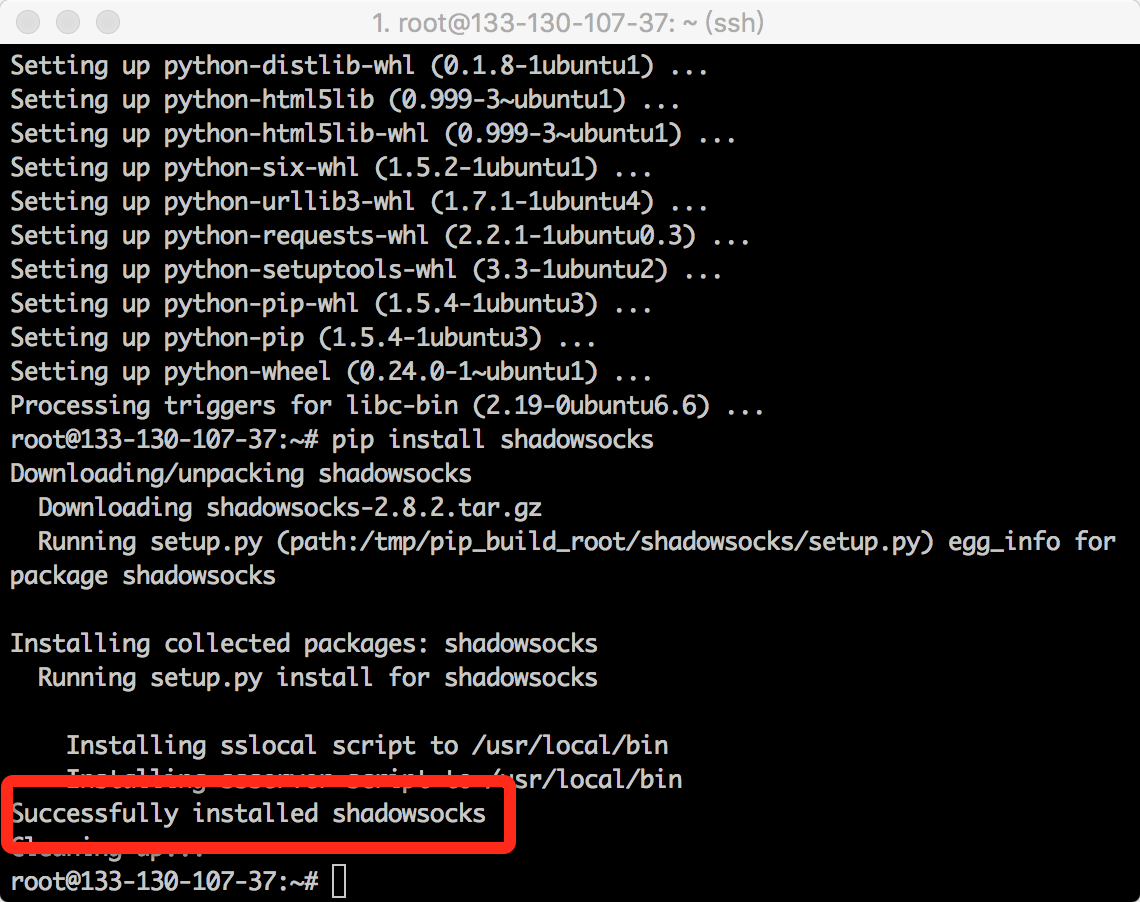 1. root@133-130-107-37: ~ (ssh)
Setting up python-distlib-whl (0.1.8-1ubuntu1) ...
Setting up python-html5lib (0.999-3~ubuntu1) ...
Setting up python-html5lib-whl (0.999-3~ubuntu1) ...
Setting up python-six-whl (1.5.2-1ubuntu1) ...
Setting up python-urllib3-whl (1.7.1-1ubuntu4) ...
Setting up python-requests-whl (2.2.1-1ubuntu0.3) ...
Setting up python-setuptools-whl (3.3-1ubuntu2) ...
Setting up python-pip-whl (1.5.4-1ubuntu3) ...
Setting up python-pip (1.5.4-1ubuntu3) ...
Setting up python-wheel (0.24.0-1~ubuntu1) ...
Processing triggers for libc-bin (2.19-0ubuntu6.6) ...
root@133-130-107-37:~# pip install shadowsocks
Downloading/unpacking shadowsocks
  Downloading shadowsocks-2.8.2.tar.gz
  Running setup.py (path:/tmp/pip_build_root/shadowsocks/setup.py) egg_info for
package shadowsocks
Installing collected packages: shadowsocks
  Running setup.py install for shadowsocks
    Installing sslocal script to /usr/local/bin
    Installing ssserver script to /usr/local/bin
Successfully installed shadowsocks
Cleaning up...
root@133-130-107-37:~#